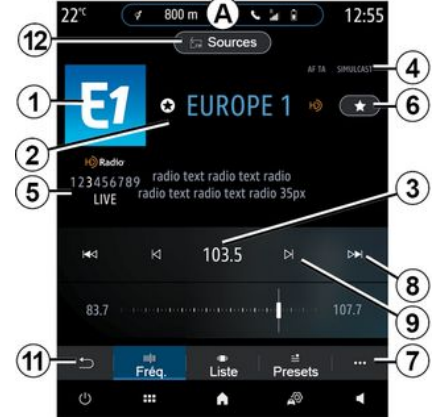 22°C 800 m A 12:55
12 Sources
AF TA SIMULCAST 4
1 E1
EUROPE 1 HD 6
2
HD Radio
3
5 123456789 radio text radio text radio
LIVE radio text radio text radio 35px
103.5
8
83.7 107.7
9
11 Fréq. Liste Presets ... 7